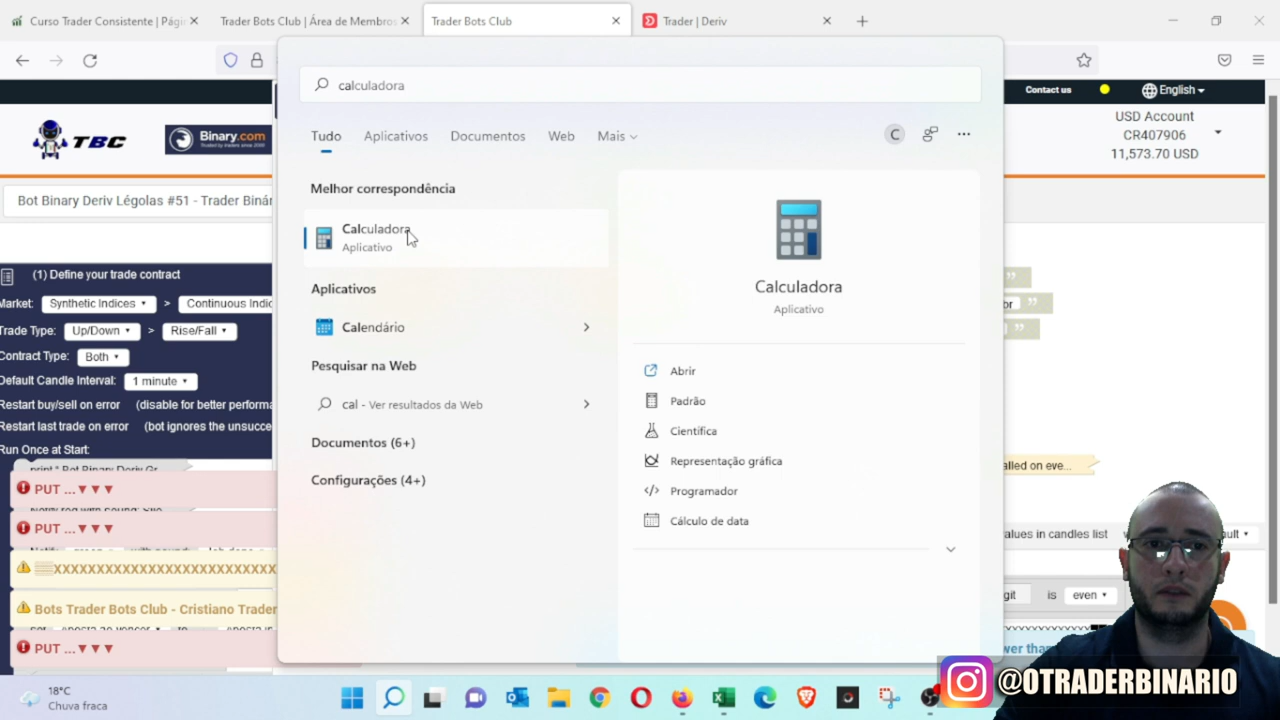 Curso Trader Consistente | Págin
Trader Bots Club | Área de Membros
Trader Bots Club
Trader | Deriv
calculadora
Contact us
English
Tudo
Aplicativos
Documentos
Web
Mais
C
TBC
Binary.com
USD Account
CR407906
11,573.70 USD
Melhor correspondência
Bot Binary Deriv Légolas #51 - Trader Binár
Calculadora
Aplicativo
(1) Define your trade contract
Calculadora
Aplicativo
Aplicativos
Market: Synthetic Indices > Continuous Indic
Calendário
Trade Type: Up/Down > Rise/Fall
Contract Type: Both
Pesquisar na Web
Abrir
Default Candle Interval: 1 minute
Padrão
Restart buy/sell on error (disable for better performa
cal - Ver resultados da Web
Restart last trade on error (bot ignores the unsucce
Científica
Run Once at Start:
Documentos (6+)
Representação gráfica
alled on eve...
Configurações (4+)
PUT ...▼▼▼
Programador
Cálculo de data
PUT ...▼▼▼
alues in candles list
XXXXXXXXXXXXXXXXXXXXXXXXXX
git is even
Bots Trader Bots Club - Cristiano Trader
PUT ...▼▼▼
wer than
18°C
Chuva fraca
@OTRADERBINARIO